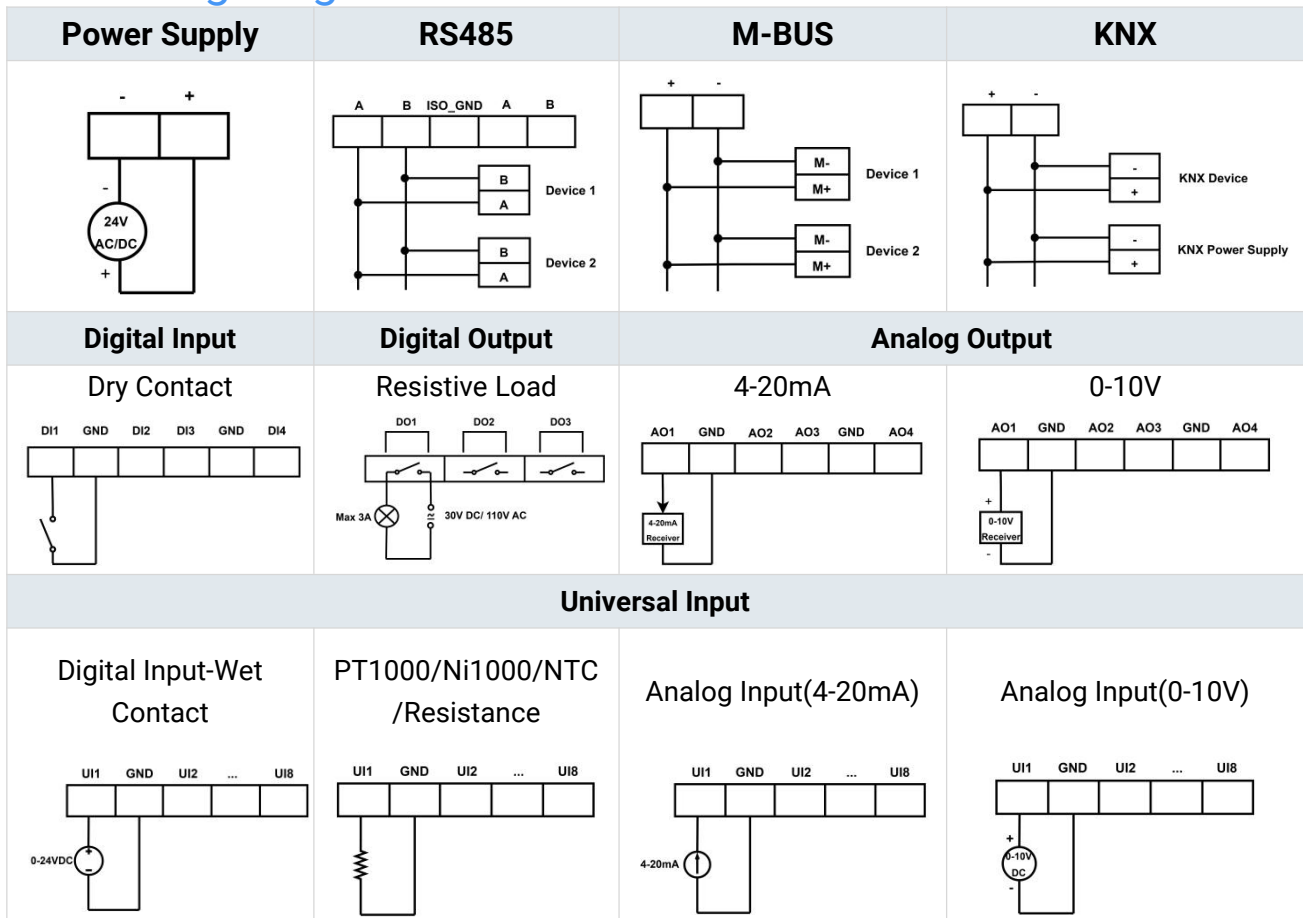 Power Supply RS485 M-BUS KNX
- +
-
24V
AC/DC
+
A B ISO_GND A B
B
A
Device 1
B
A
Device 2
+ -
M-
M+
Device 1
M-
M+
Device 2
+ -
-
+
KNX Device
-
+
KNX Power Supply
Digital Input Digital Output Analog Output
Dry Contact Resistive Load 4-20mA 0-10V
DI1 GND DI2 DI3 GND DI4
DO1 DO2 DO3
Max 3A 30V DC/ 110V AC
AO1 GND AO2 AO3 GND AO4
4-20mA
Receiver
AO1 GND AO2 AO3 GND AO4
+
0-10V
Receiver
-
Universal Input
Digital Input-Wet
Contact
PT1000/Ni1000/NTC
/Resistance
Analog Input(4-20mA)
Analog Input(0-10V)
UI1 GND UI2 ... UI8
0-24VDC
+
-
UI1 GND UI2 ... UI8
UI1 GND UI2 ... UI8
4-20mA
UI1 GND UI2 ... UI8
+
0-10V
DC
-